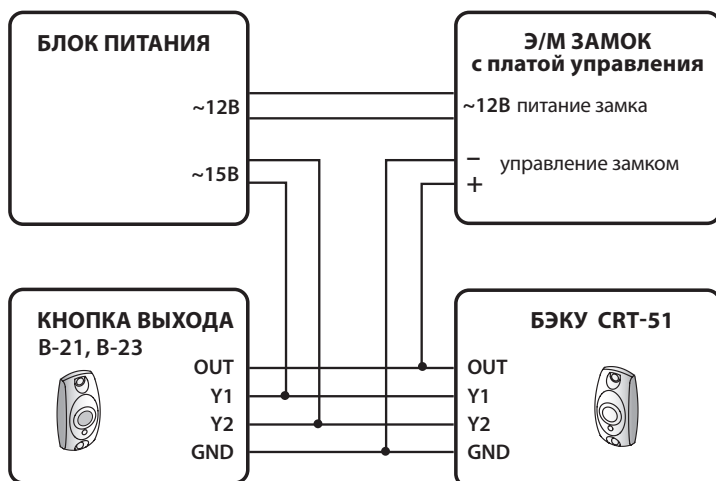 БЛОК ПИТАНИЯ
~12В
~15В
Э/М ЗАМОК
с платой управления
~12В питание замка
– управление замком
+
КНОПКА ВЫХОДА
В-21, В-23
OUT
Y1
Y2
GND
БЭКУ CRT-51
OUT
Y1
Y2
GND